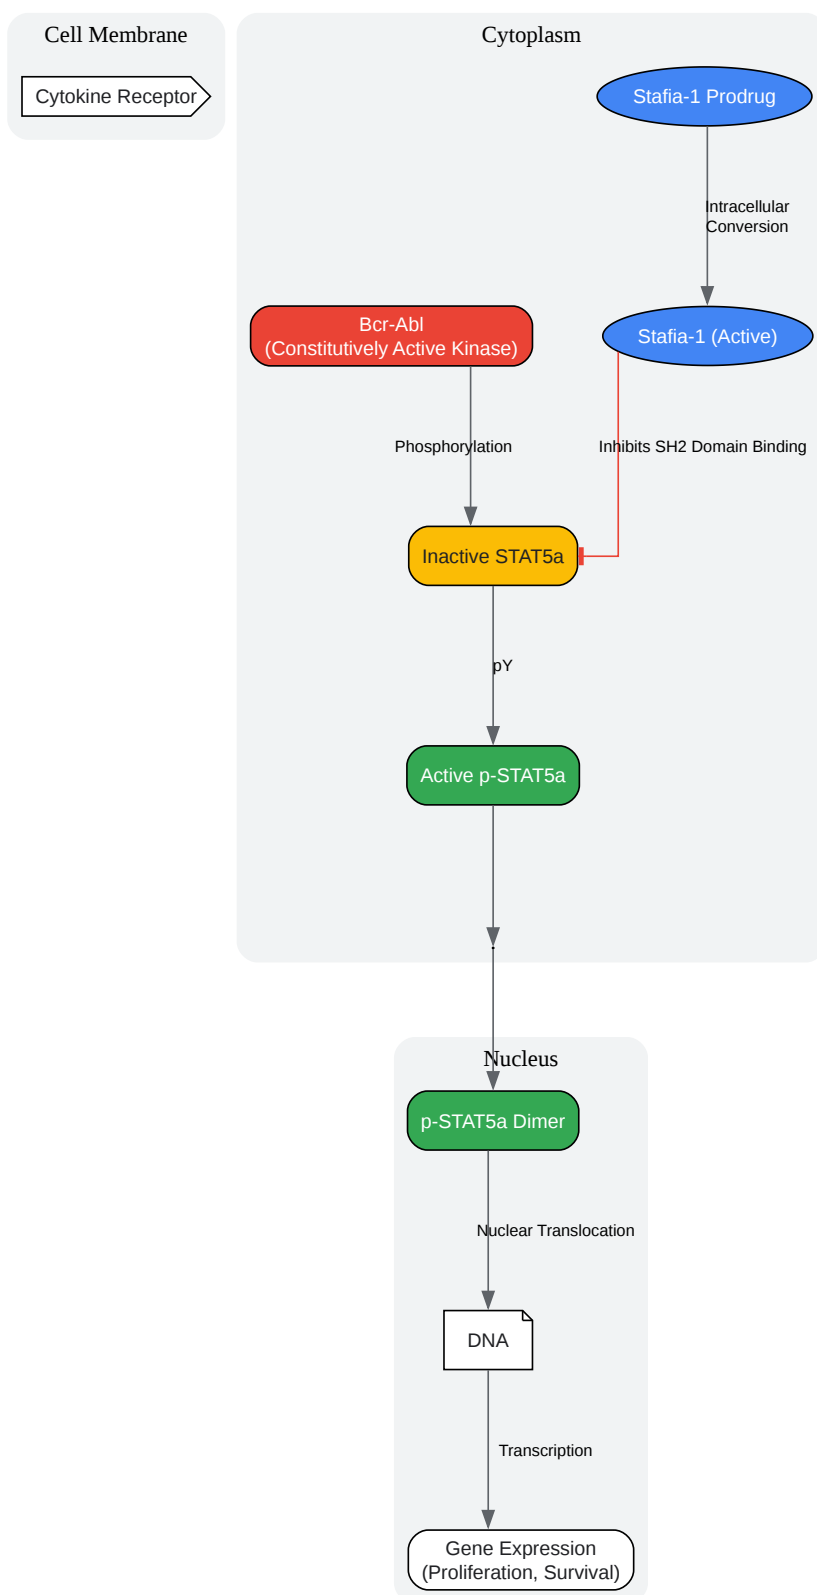 Cell Membrane
Cytokine Receptor
Cytoplasm
Stafia-1 Prodrug
Intracellular
Conversion
Bcr-Abl
(Constitutively Active Kinase)
Stafia-1 (Active)
Phosphorylation
Inhibits SH2 Domain Binding
Inactive STAT5a
pY
Active p-STAT5a
Nucleus
p-STAT5a Dimer
Nuclear Translocation
DNA
Transcription
Gene Expression
(Proliferation, Survival)